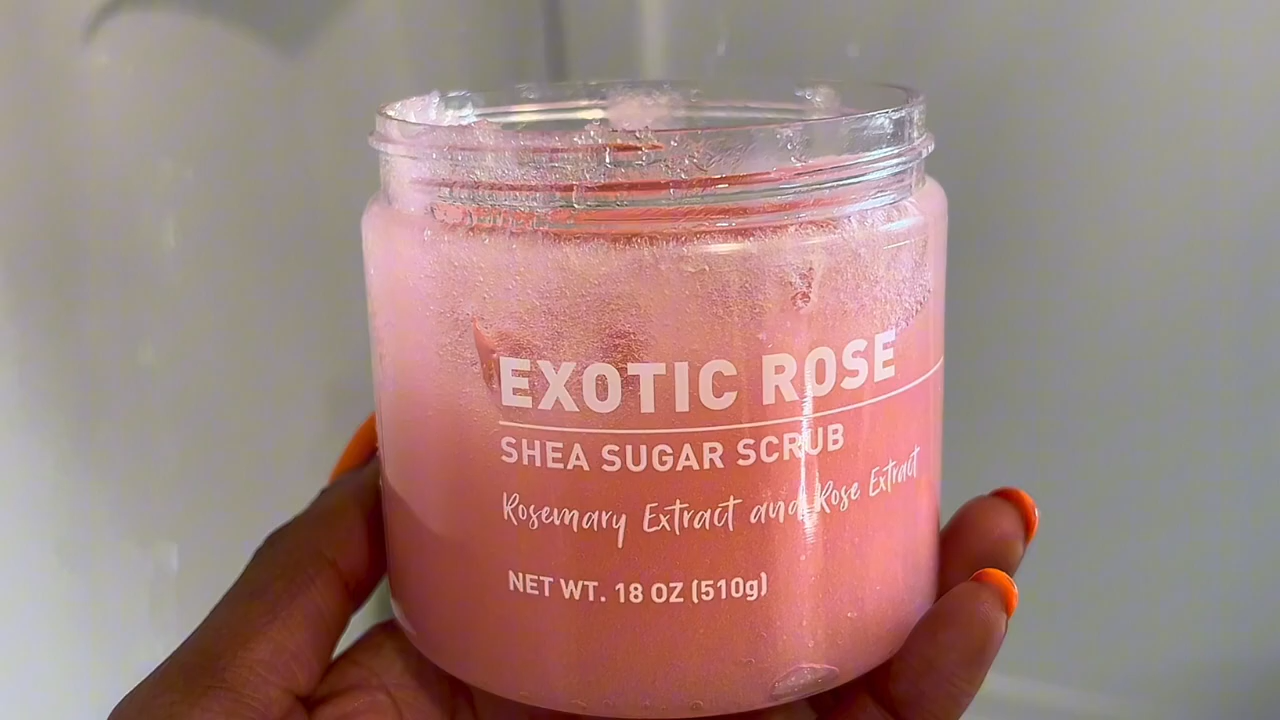 EXOTIC ROSE
SHEA SUGAR SCRUB
Rosemary Extract and Rose Extract
NET WT. 18 OZ (510g)